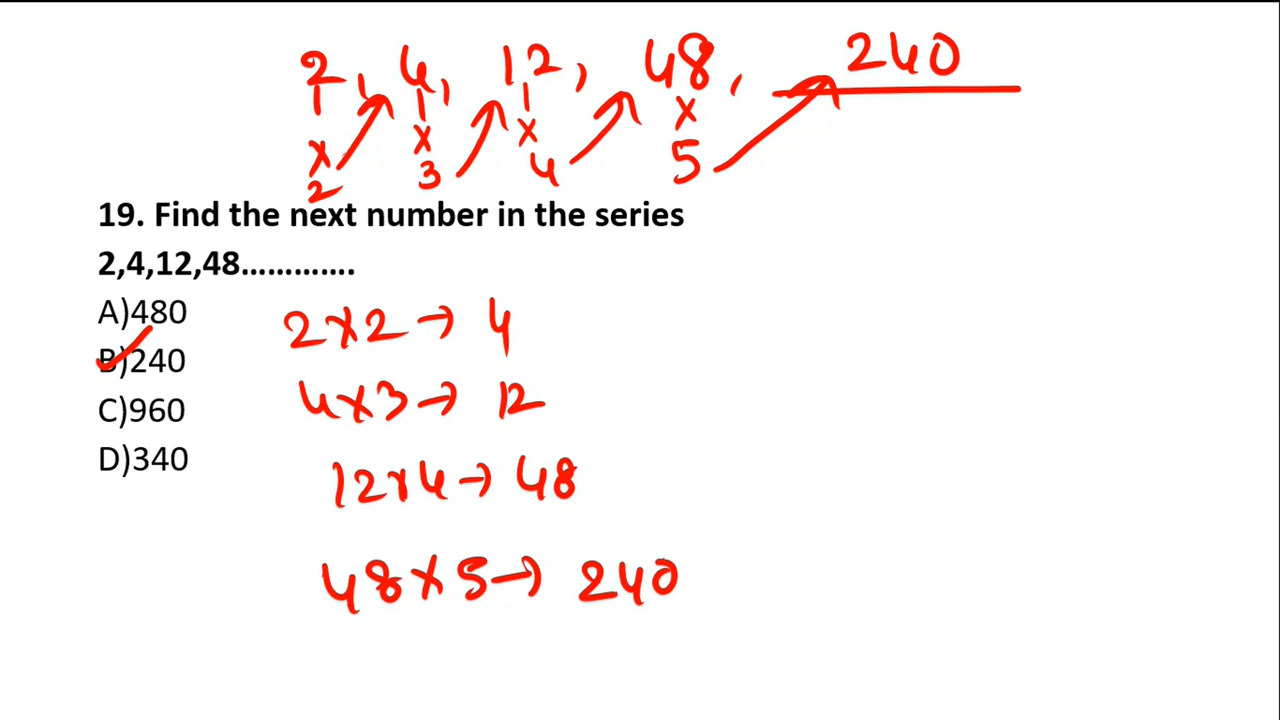 2, 4, 12, 48, 240
x x x x
2 3 4 5
19. Find the next number in the series
2,4,12,48.............
A)480
B)240
C)960
D)340
2x2→ 4
4x3→ 12
12x4→ 48
48x5→ 240